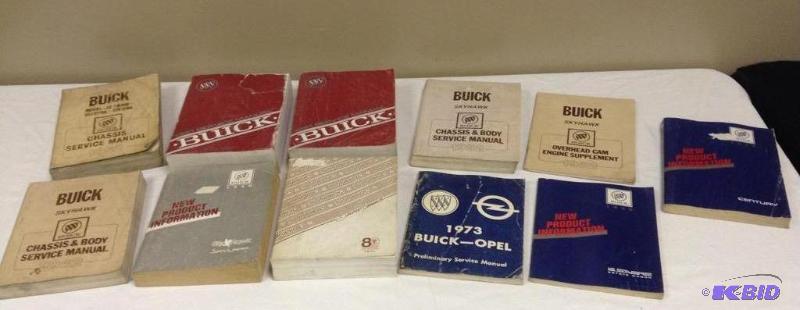 BUICK
CHASSIS
SERVICE MANUAL
BUICK
BUICK
BUICK
SKYHAWK
CHASSIS & BODY
SERVICE MANUAL
BUICK
SKYHAWK
OVERHEAD CAM
ENGINE SUPPLEMENT
NEW
PRODUCT
INFORMATION
CENTURY
BUICK
SKYHAWK
CHASSIS & BODY
SERVICE MANUAL
NEW
PRODUCT
INFORMATION
1973
BUICK—OPEL
Preliminary Service Manual
NEW
PRODUCT
INFORMATION
© K-BID